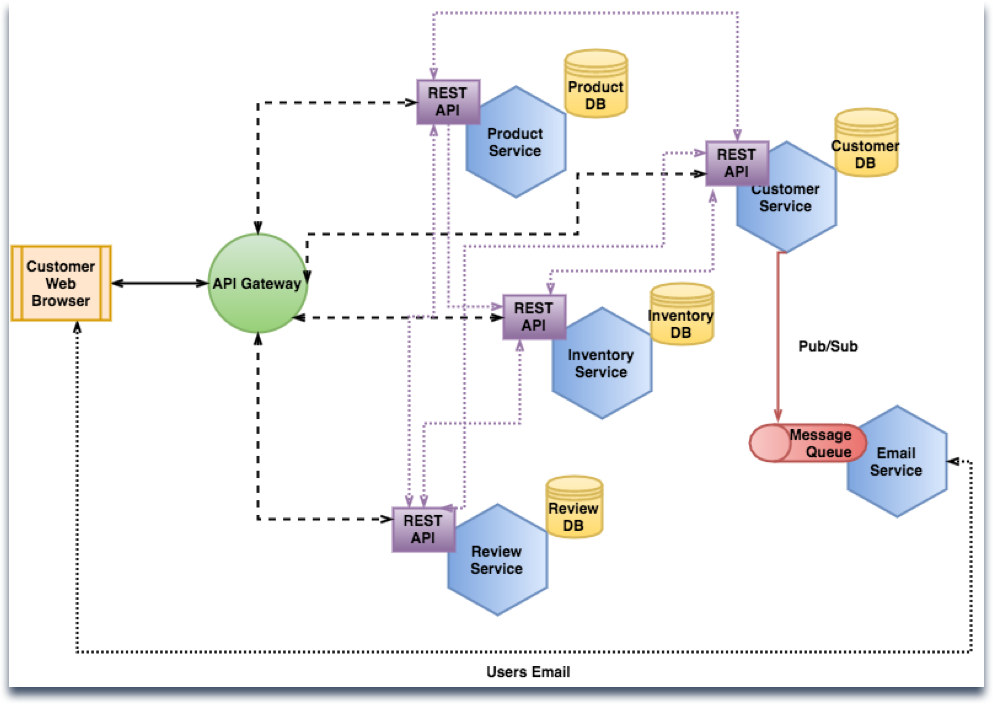 REST
API
Product
DB
Product
Service
REST
API
Customer
DB
Customer
Service
Customer
Web
Browser
API Gateway
REST
API
Inventory
DB
Inventory
Service
Pub/Sub
Message
Queue
Email
Service
REST
API
Review
DB
Review
Service
Users Email